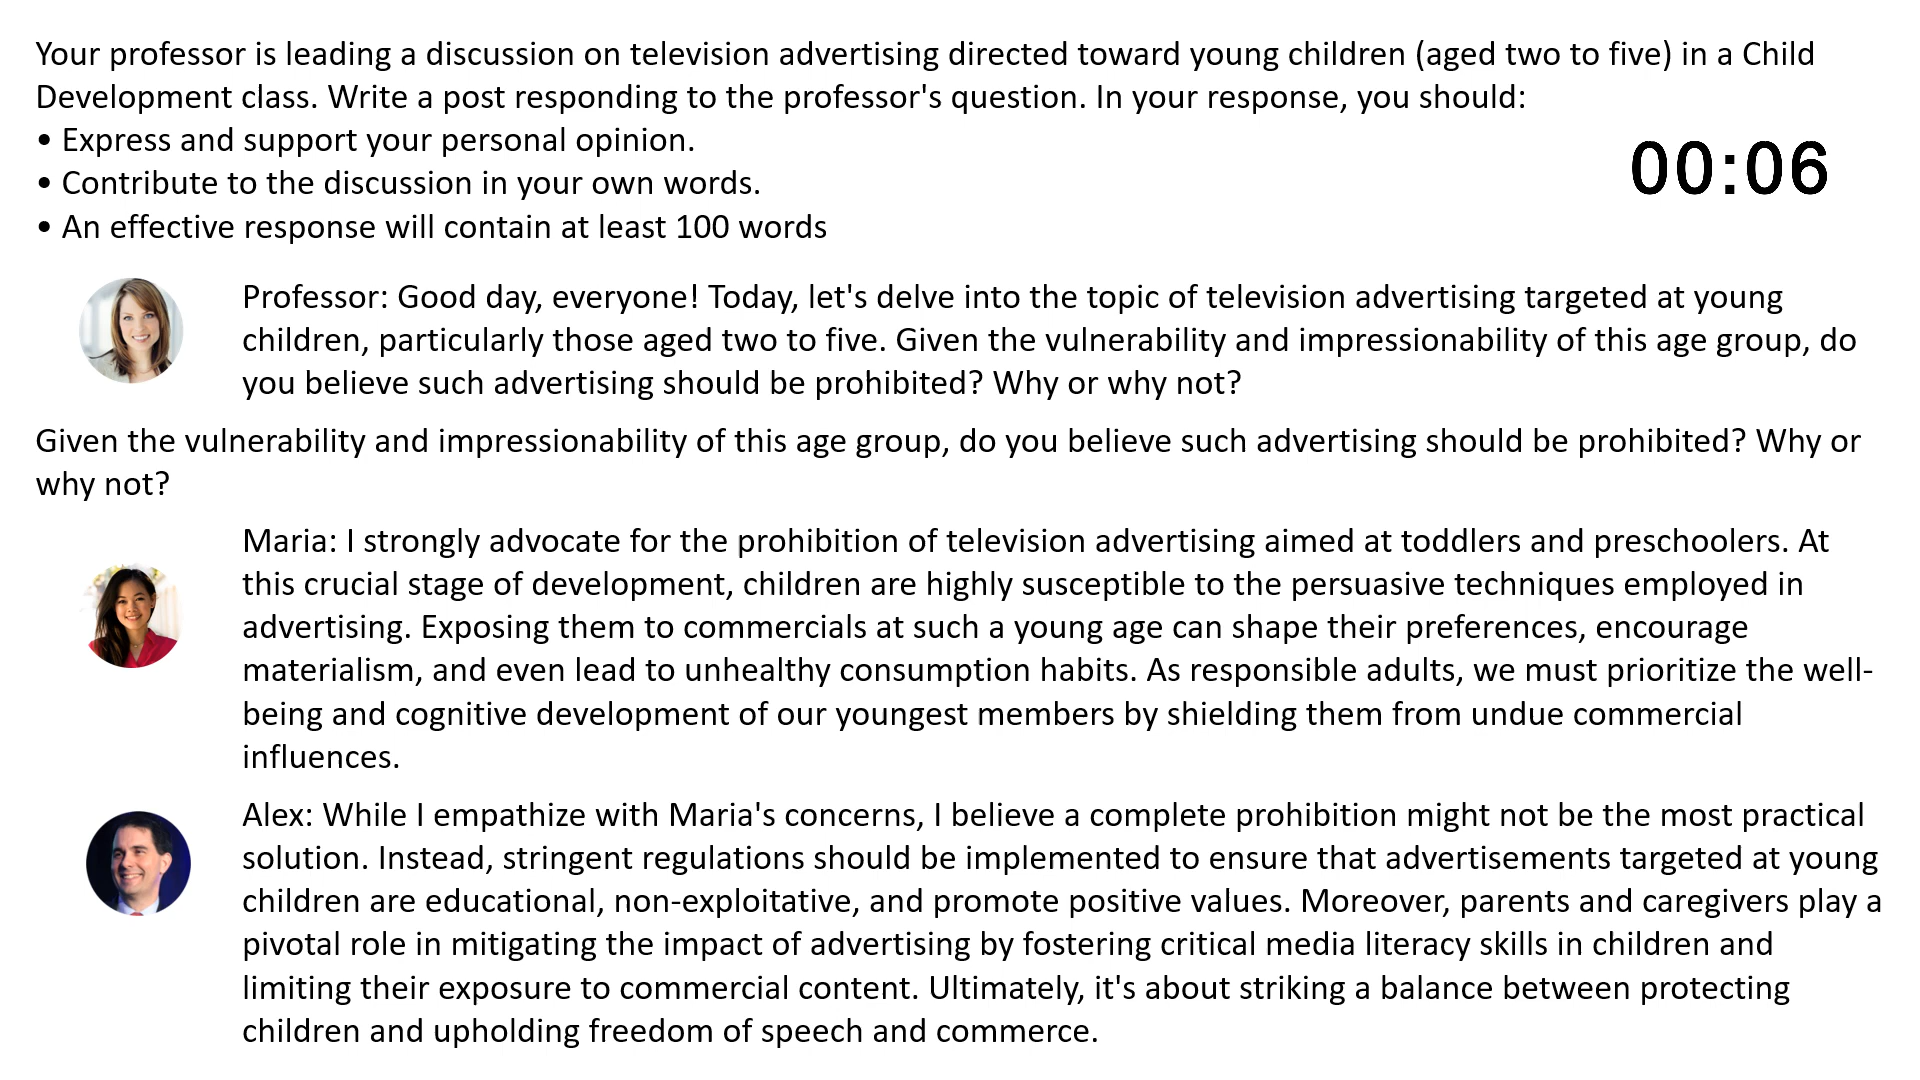 Your professor is leading a discussion on television advertising directed toward young children (aged two to five) in a Child
Development class. Write a post responding to the professor's question. In your response, you should:
• Express and support your personal opinion.
• Contribute to the discussion in your own words.
• An effective response will contain at least 100 words
00:06
Professor: Good day, everyone! Today, let's delve into the topic of television advertising targeted at young
children, particularly those aged two to five. Given the vulnerability and impressionability of this age group, do
you believe such advertising should be prohibited? Why or why not?
Given the vulnerability and impressionability of this age group, do you believe such advertising should be prohibited? Why or
why not?
Maria: I strongly advocate for the prohibition of television advertising aimed at toddlers and preschoolers. At
this crucial stage of development, children are highly susceptible to the persuasive techniques employed in
advertising. Exposing them to commercials at such a young age can shape their preferences, encourage
materialism, and even lead to unhealthy consumption habits. As responsible adults, we must prioritize the well-
being and cognitive development of our youngest members by shielding them from undue commercial
influences.
Alex: While I empathize with Maria's concerns, I believe a complete prohibition might not be the most practical
solution. Instead, stringent regulations should be implemented to ensure that advertisements targeted at young
children are educational, non-exploitative, and promote positive values. Moreover, parents and caregivers play a
pivotal role in mitigating the impact of advertising by fostering critical media literacy skills in children and
limiting their exposure to commercial content. Ultimately, it's about striking a balance between protecting
children and upholding freedom of speech and commerce.